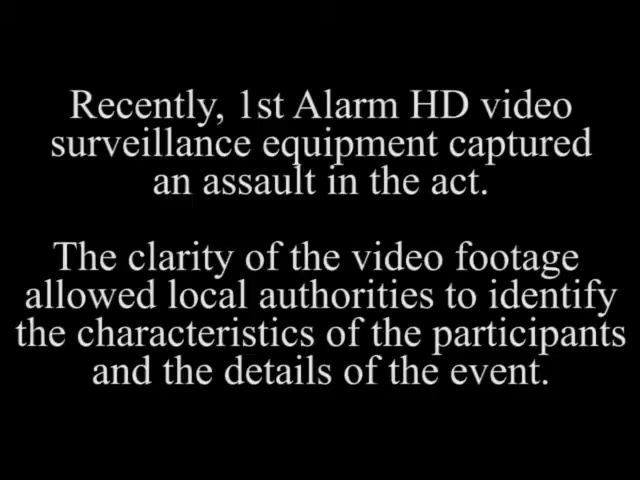 Recently, 1st Alarm HD video
surveillance equipment captured
an assault in the act.
The clarity of the video footage
allowed local authorities to identify
the characteristics of the participants
and the details of the event.